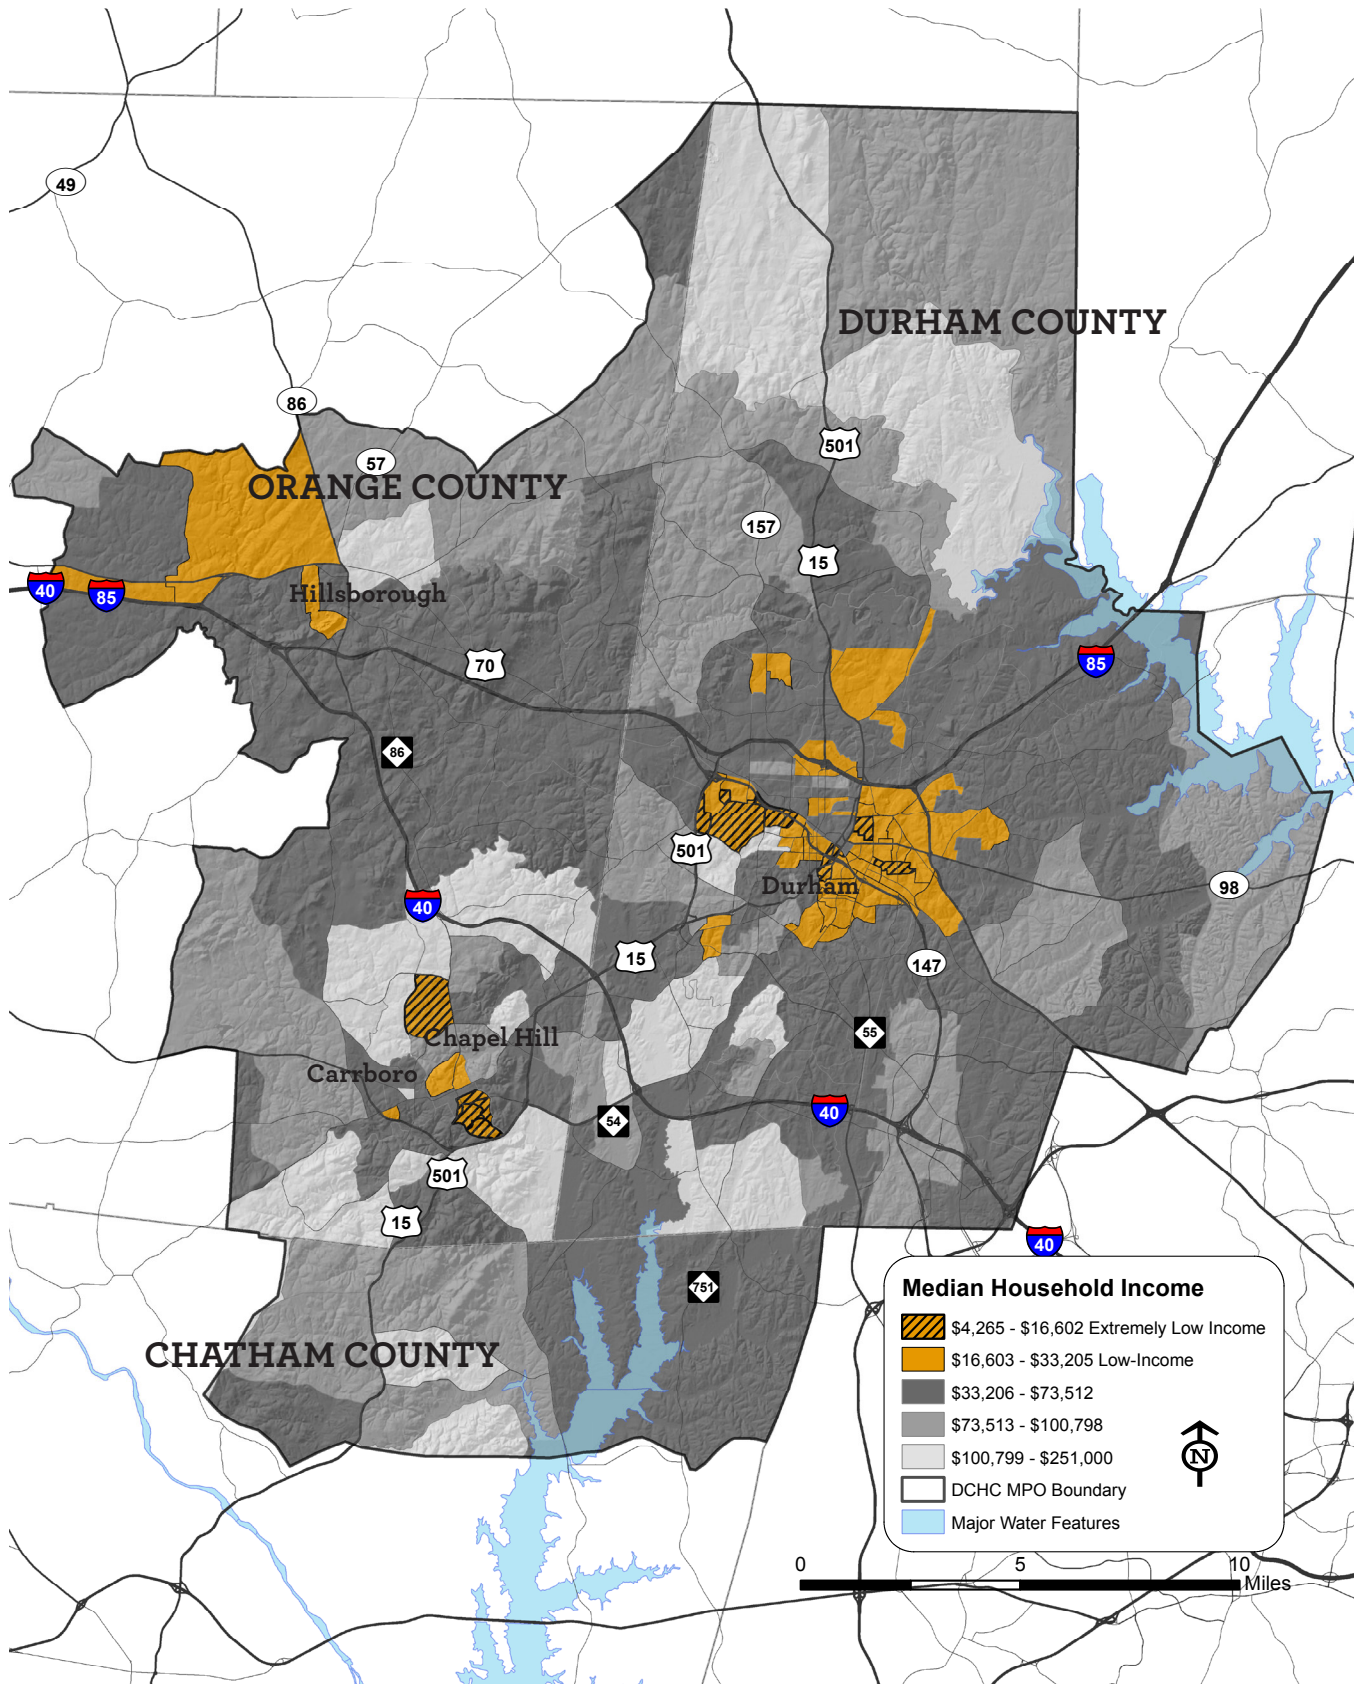 49
DURHAM COUNTY
86
501
57
ORANGE COUNTY
157
15
40
85
Hillsborough
70
85
86
501
Durham
98
40
15
147
Chapel Hill
55
Carrboro
40
54
501
15
40
751
CHATHAM COUNTY
Median Household Income
$4,265 - $16,602 Extremely Low Income
$16,603 - $33,205 Low-Income
$33,206 - $73,512
$73,513 - $100,798
$100,799 - $251,000
DCHC MPO Boundary
Major Water Features
N
0 5 10
Miles